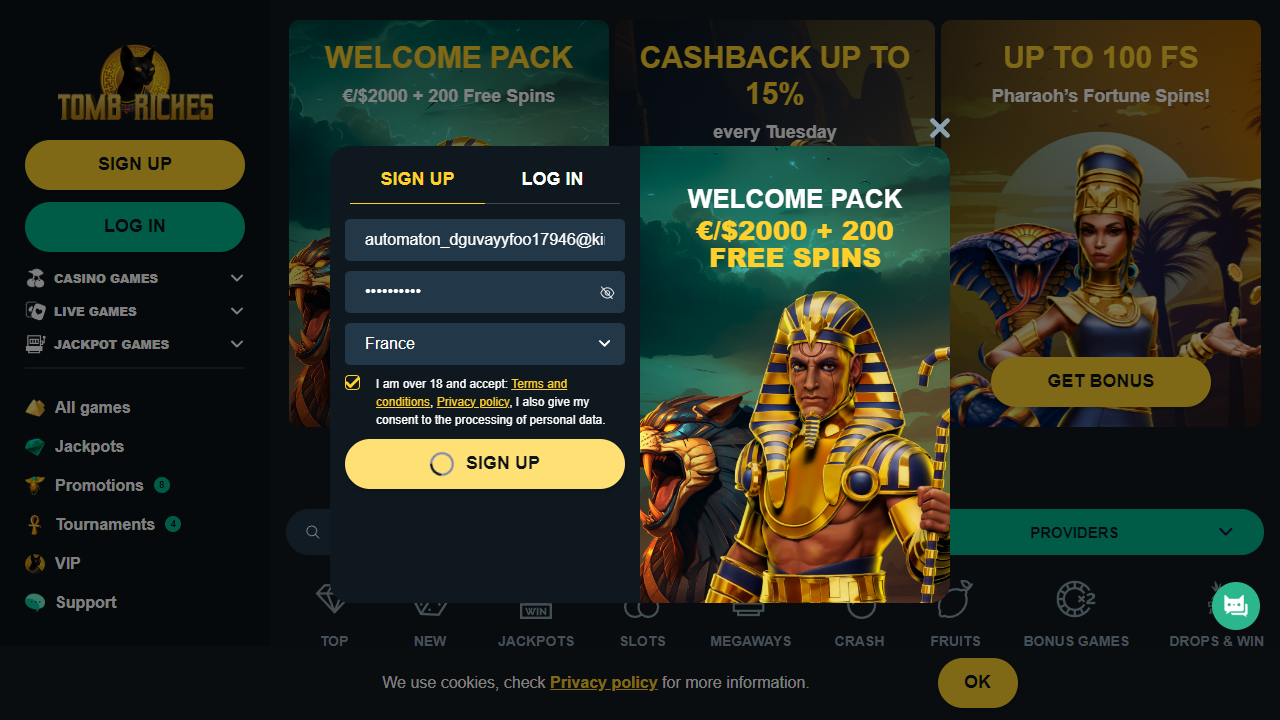 TOMB RICHES
SIGN UP
LOG IN
CASINO GAMES
LIVE GAMES
JACKPOT GAMES
All games
Jackpots
Promotions 8
Tournaments 4
VIP
Support
WELCOME PACK
€/$2000 + 200 Free Spins
CASHBACK UP TO
15%
every Tuesday
UP TO 100 FS
Pharaoh’s Fortune Spins!
GET BONUS
SIGN UP LOG IN
automaton_dguvayyfoo17946@ki
••••••••••
France
I am over 18 and accept: Terms and
conditions, Privacy policy, I also give my
consent to the processing of personal data.
SIGN UP
WELCOME PACK
€/$2000 + 200
FREE SPINS
PROVIDERS
WIN
x2
TOP NEW JACKPOTS SLOTS MEGAWAYS CRASH FRUITS BONUS GAMES DROPS & WIN
We use cookies, check Privacy policy for more information.
OK